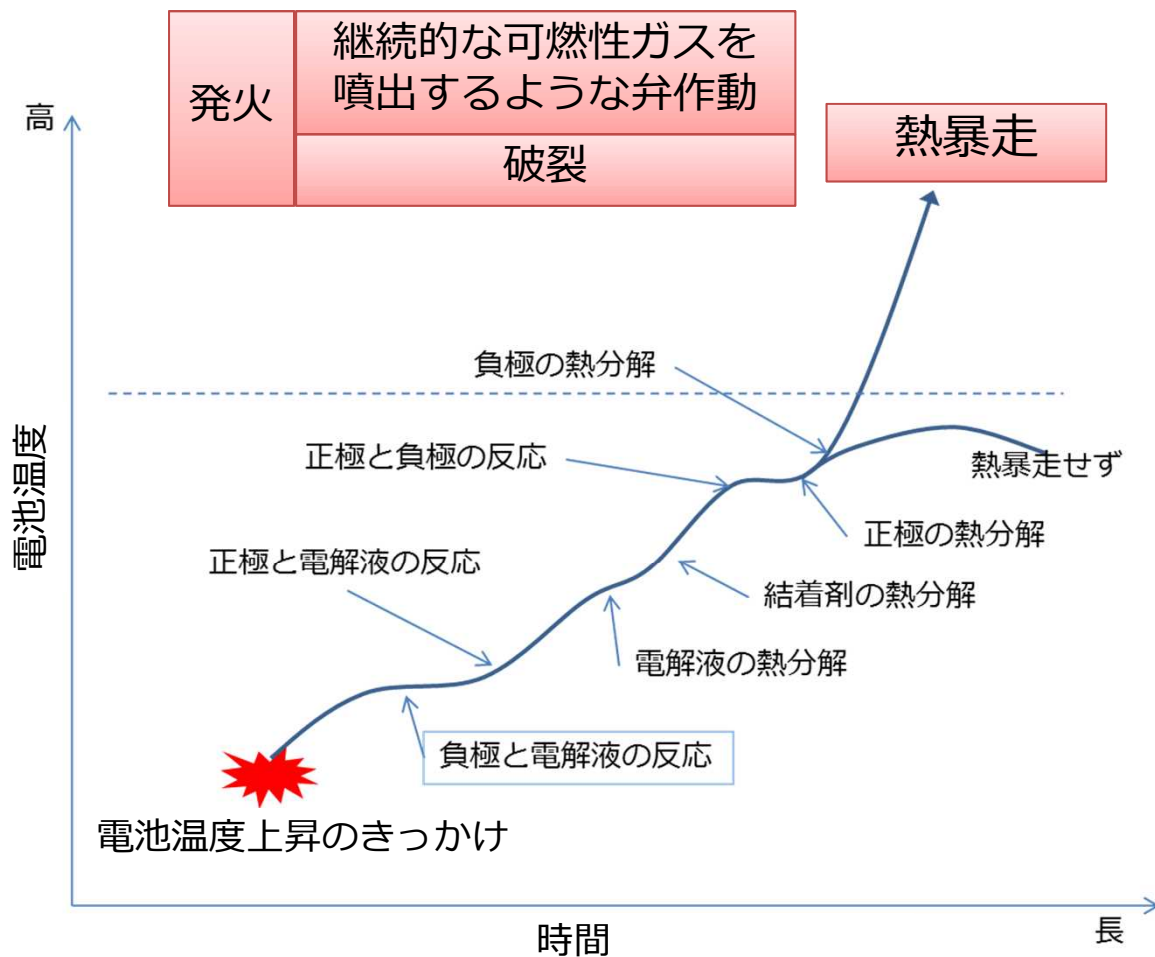 発火
継続的な可燃性ガスを
噴出するような弁作動
破裂
熱暴走
高
負極の熱分解
正極と負極の反応
熱暴走せず
電池温度
正極の熱分解
正極と電解液の反応
結着剤の熱分解
電解液の熱分解
負極と電解液の反応
電池温度上昇のきっかけ
時間
長